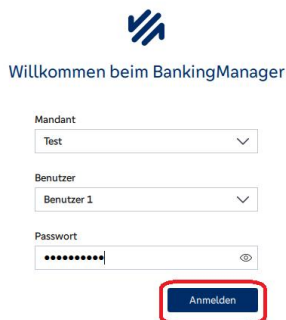 Willkommen beim BankingManager
Mandant
Test
Benutzer
Benutzer 1
Passwort
••••••••••
Anmelden